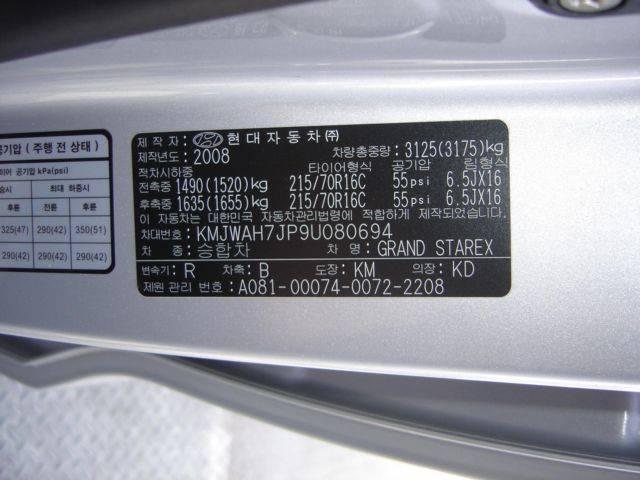 공기압 (주행 전 상태)
이어 공기압 kPa(psi)
승시 최대 하중시
후륜 전륜 후륜
325(47) 290(42) 350(51)
290(42) 290(42) 290(42)
제 작 자 : 현대자동차㈜
제작년도: 2008 차량총중량: 3125(3175)kg
적차시하중 타이어형식 공기압 림형식
전축중 1490(1520)kg 215/70R16C 55psi 6.5JX16
후축중 1635(1655)kg 215/70R16C 55psi 6.5JX16
이 자동차는 대한민국 자동차관리법령에 적합하게 제작되었습니다.
차대번호: KMJWAH7JP9U080694
차 종: 승합차 차 명: GRAND STAREX
변속기: R 차축: B 도장: KM 의장: KD
제원 관리 번호: A081-00074-0072-2208